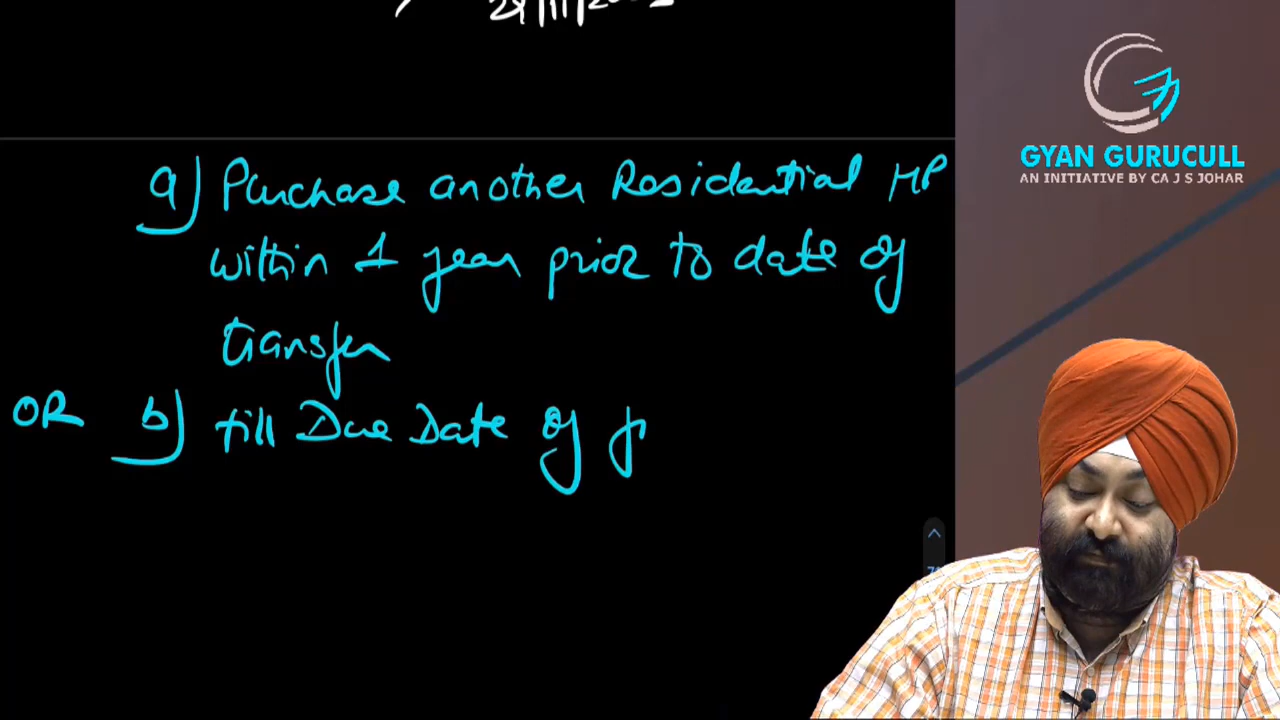 a) Purchase another Residential HP
within 1 year prior to date of
transfer
OR b) till Due Date of
GYAN GURUCULL
AN INITIATIVE BY CA J S JOHAR